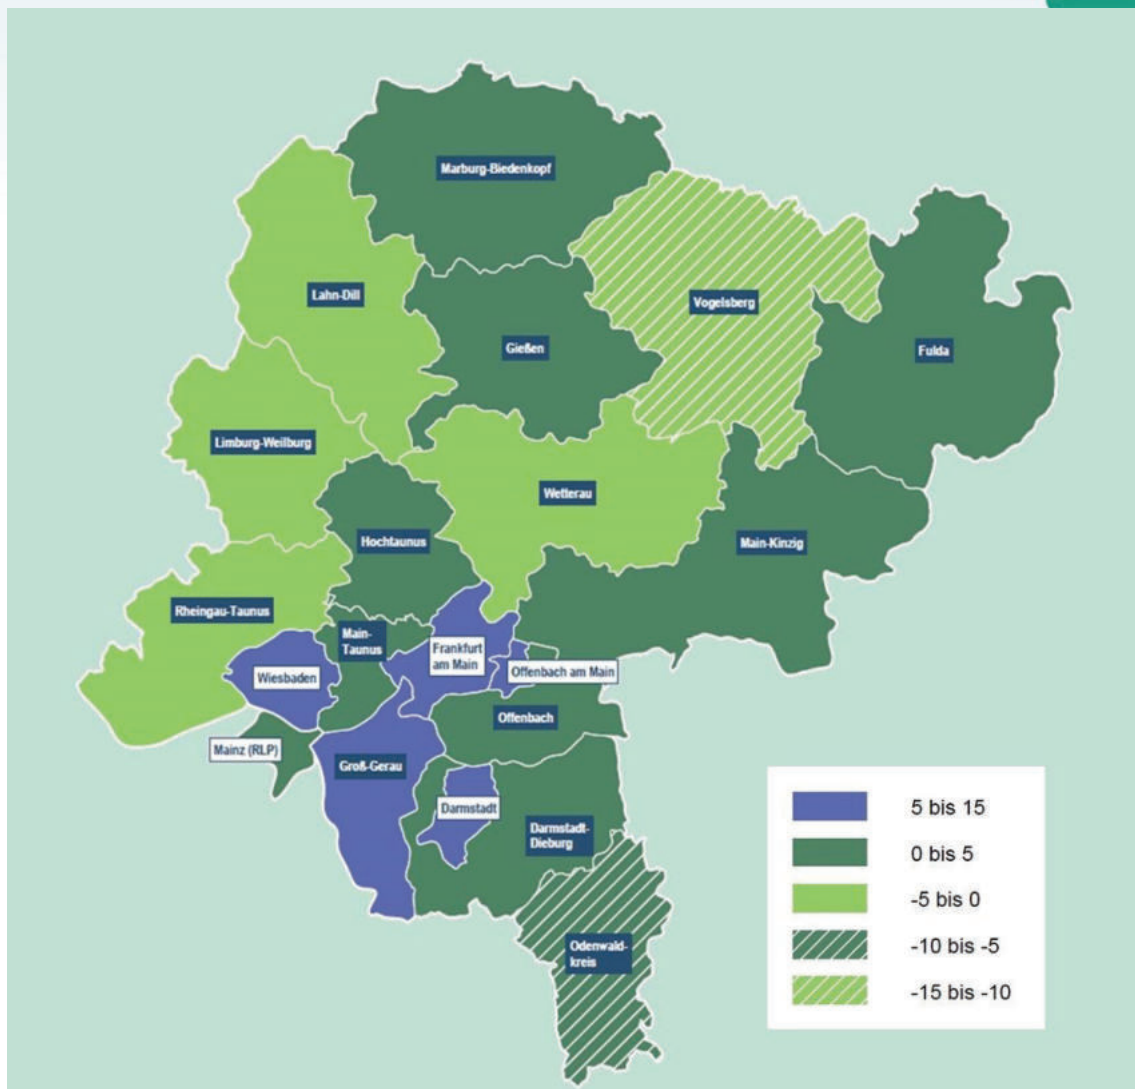 Marburg-Biedenkopf
Lahn-Dill
Vogelsberg
Gießen
Fulda
Limburg-Weilburg
Wetterau
Hochtaunus
Main-Kinzig
Rheingau-Taunus
Main-
Taunus
Frankfurt
am Main
Wiesbaden
Offenbach am Main
Offenbach
Mainz (RLP)
Groß-Gerau
Darmstadt
Darmstadt-
Dieburg
Odenwald-
kreis
5 bis 15
0 bis 5
-5 bis 0
-10 bis -5
-15 bis -10